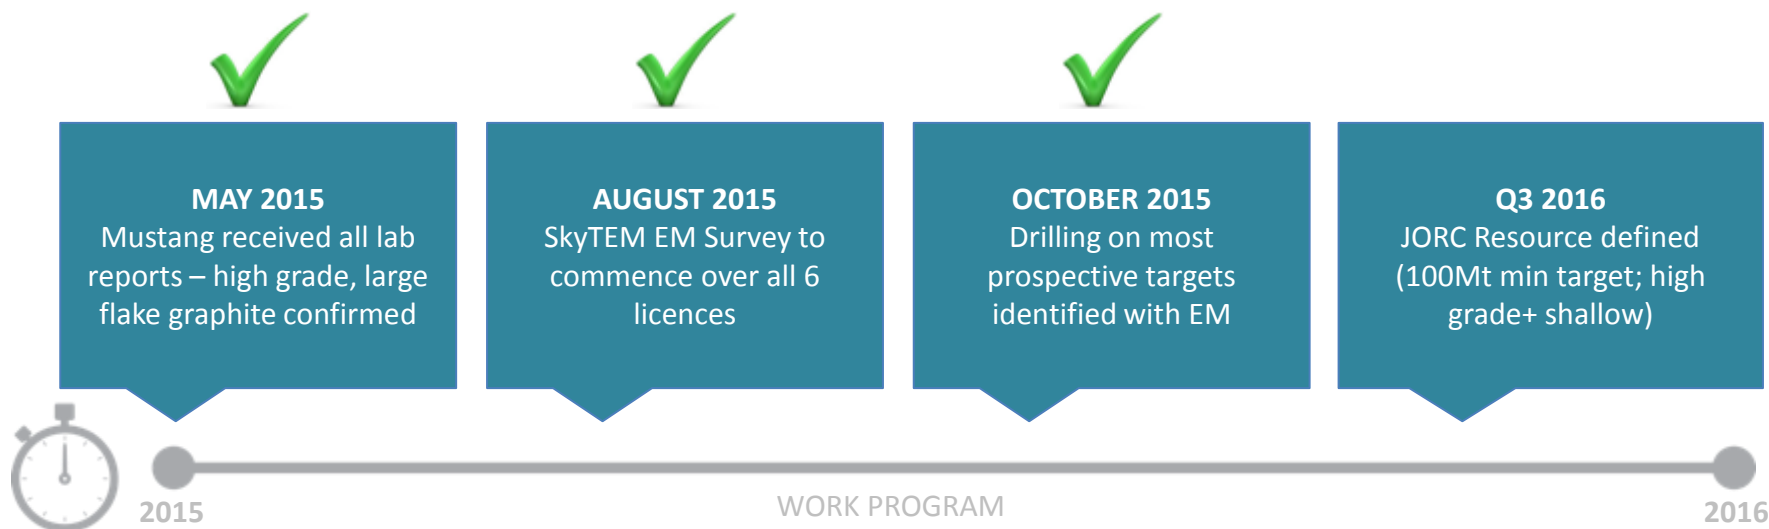 MAY 2015
Mustang received all lab
reports – high grade, large
flake graphite confirmed
AUGUST 2015
SkyTEM EM Survey to
commence over all 6
licences
OCTOBER 2015
Drilling on most
prospective targets
identified with EM
Q3 2016
JORC Resource defined
(100Mt min target; high
grade+ shallow)
2015
WORK PROGRAM
2016